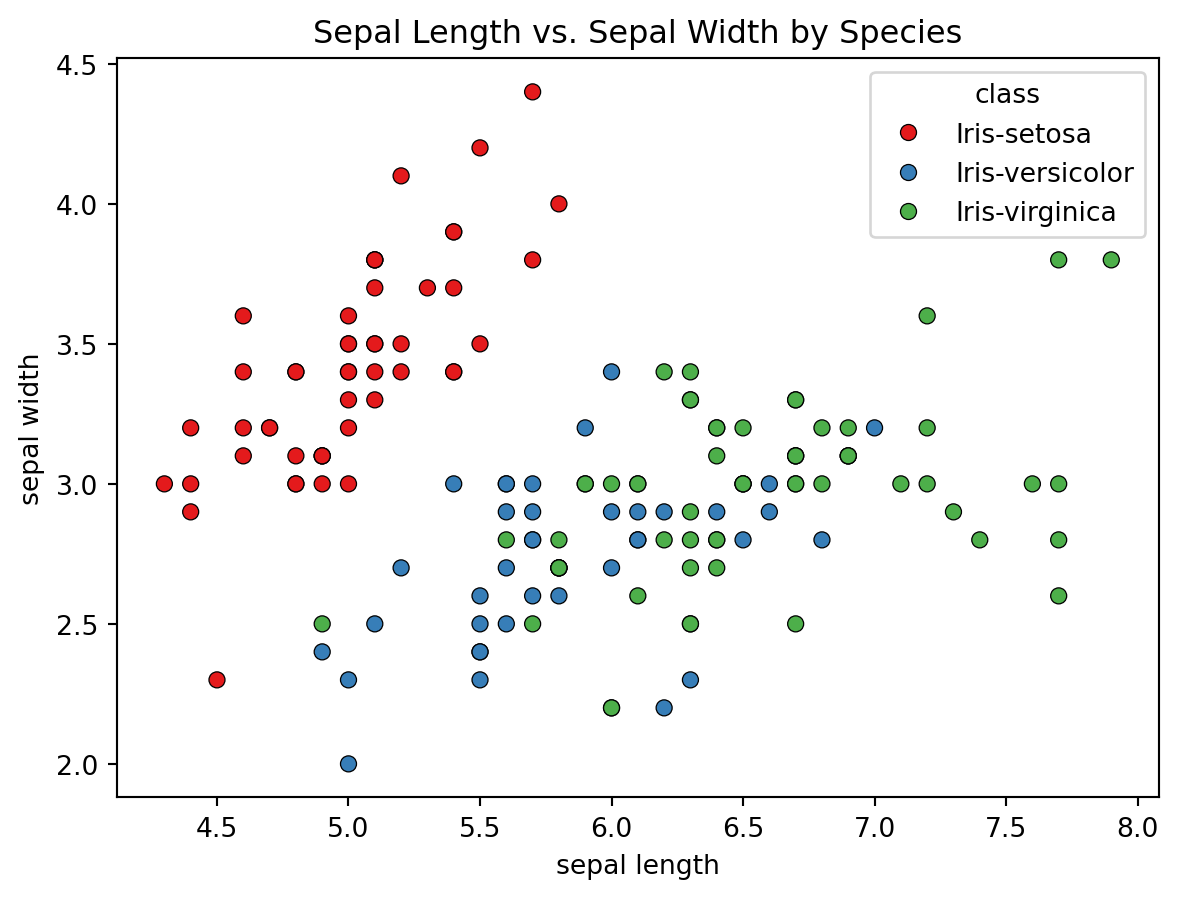 Sepal Length vs. Sepal Width by Species
4.5
4.0
3.5
3.0
2.5
2.0
sepal width
class
Iris-setosa
Iris-versicolor
Iris-virginica
4.5 5.0 5.5 6.0 6.5 7.0 7.5 8.0
sepal length